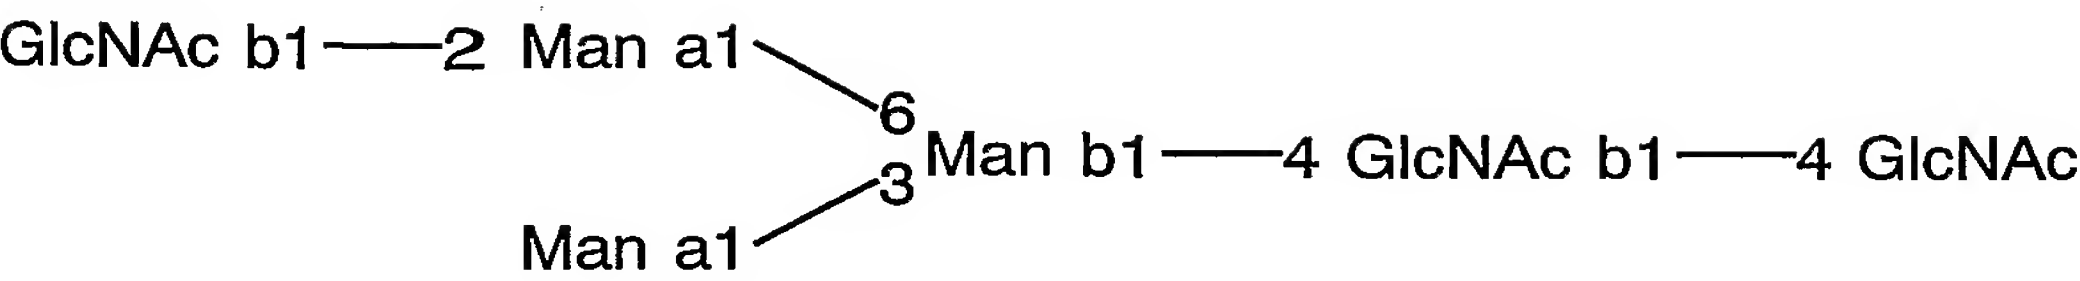 GlcNAc b1—2 Man a1
6
Man b1—4 GlcNAc b1—4 GlcNAc
3
Man a1